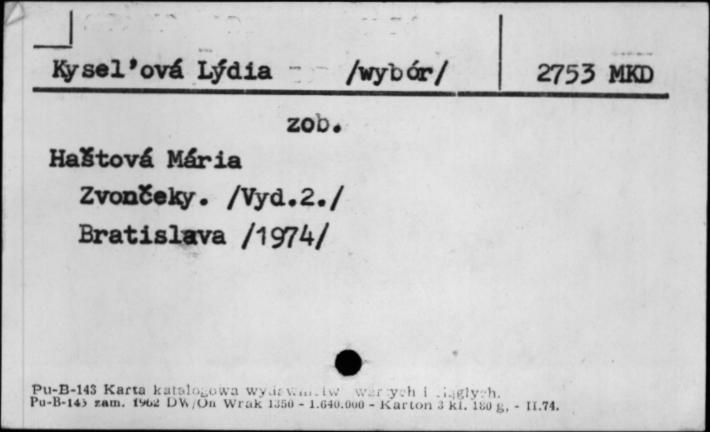 Kysel'ová Lýdia /wybór/ 2753 MKD
zob.
Haštová Mária
Zvončeky. /Vyd.2./
Bratislava /1974/
Pu-B-143 Karta katalogowa i
Pu-B-143 zam. 1962 DW/On Wrak 1350 - 1.640.000 - Karton 3 kl. 180 g, - II.74.